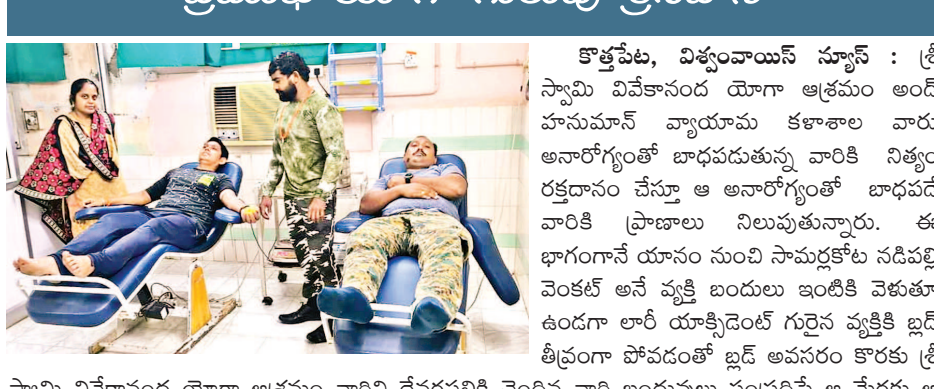 కొత్తపేట, విశ్వంవాయిస్ న్యూస్ : శ్రీ
స్వామి వివేకానంద యోగా ఆశ్రమం అండ్
హనుమాన్ వ్యాయామ కళాశాల వారు
అనారోగ్యంతో బాధపడుతున్న వారికి నిత్యం
రక్తదానం చేస్తూ ఆ అనారోగ్యంతో బాధపడే
వారికి ప్రాణాలు నిలుపుతున్నారు. ఈ
భాగంగానే యానం నుంచి సామర్లకోట నడిపల్లి
వెంకట్ అనే వ్యక్తి బందులు ఇంటికి వెళుతూ
ఉండగా లారీ యాక్సిడెంట్ గురైన వ్యక్తికి బ్లడ్
తీవ్రంగా పోవడంతో బ్లడ్ అవసరం కొరకు శ్రీ